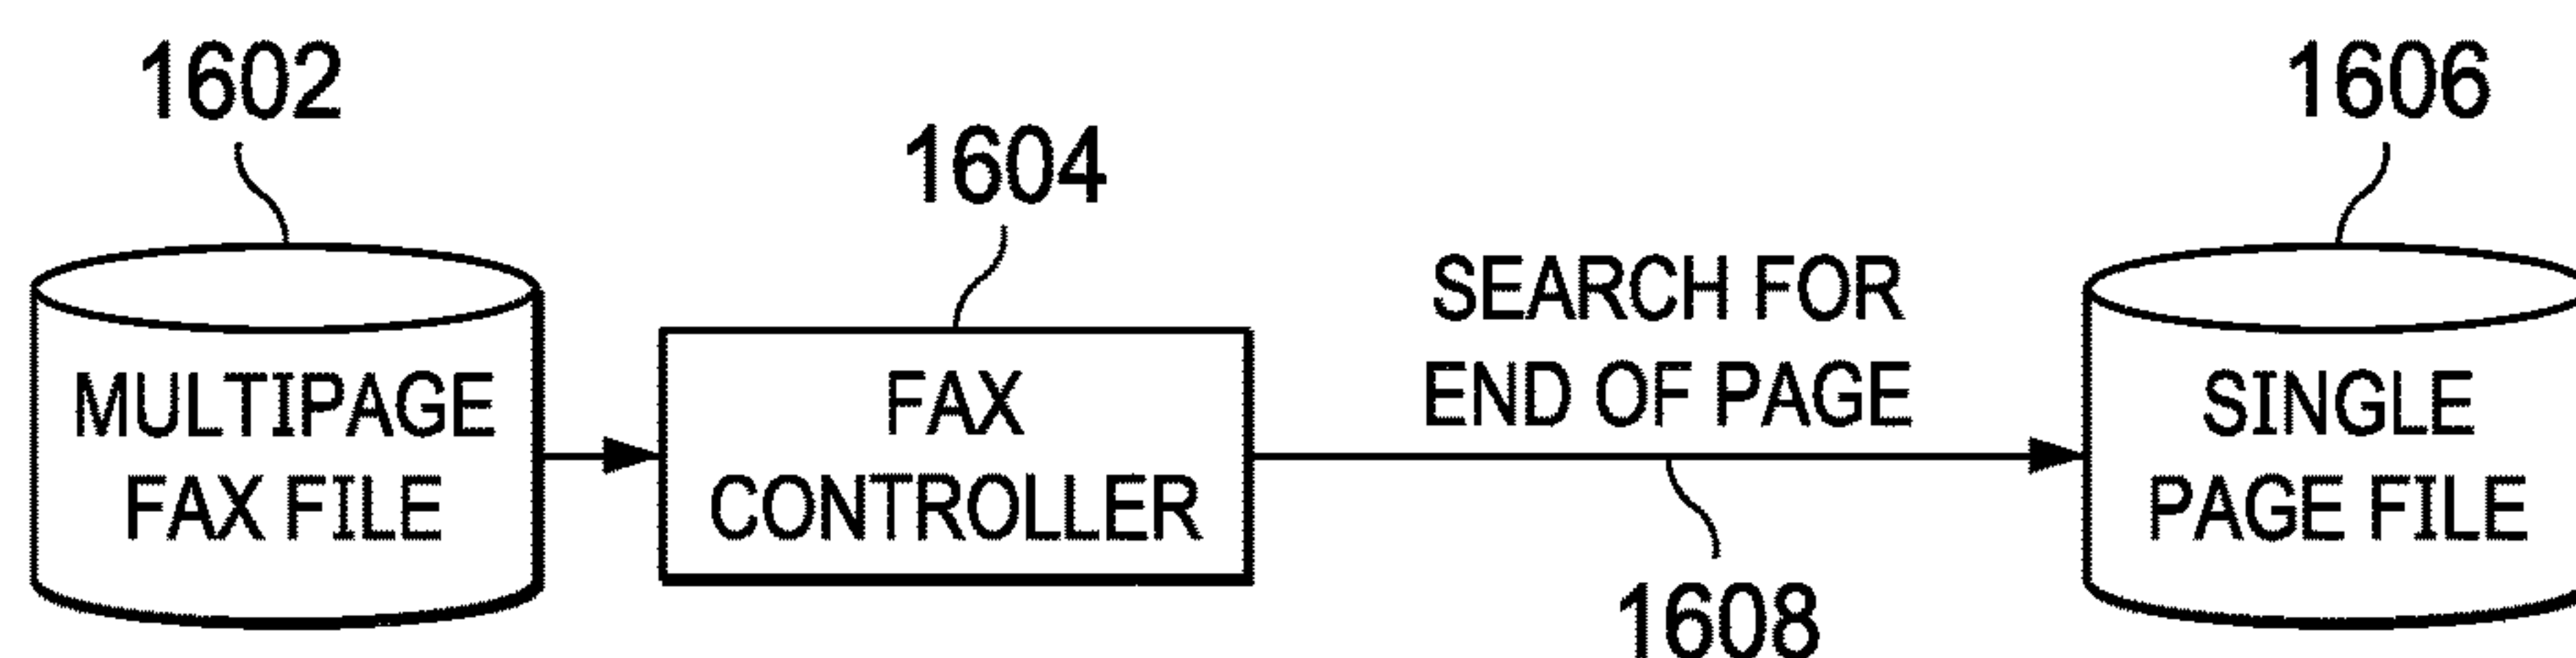 1602
1604
1606
MULTIPAGE
FAX FILE
FAX
CONTROLLER
SEARCH FOR
END OF PAGE
1608
SINGLE
PAGE FILE